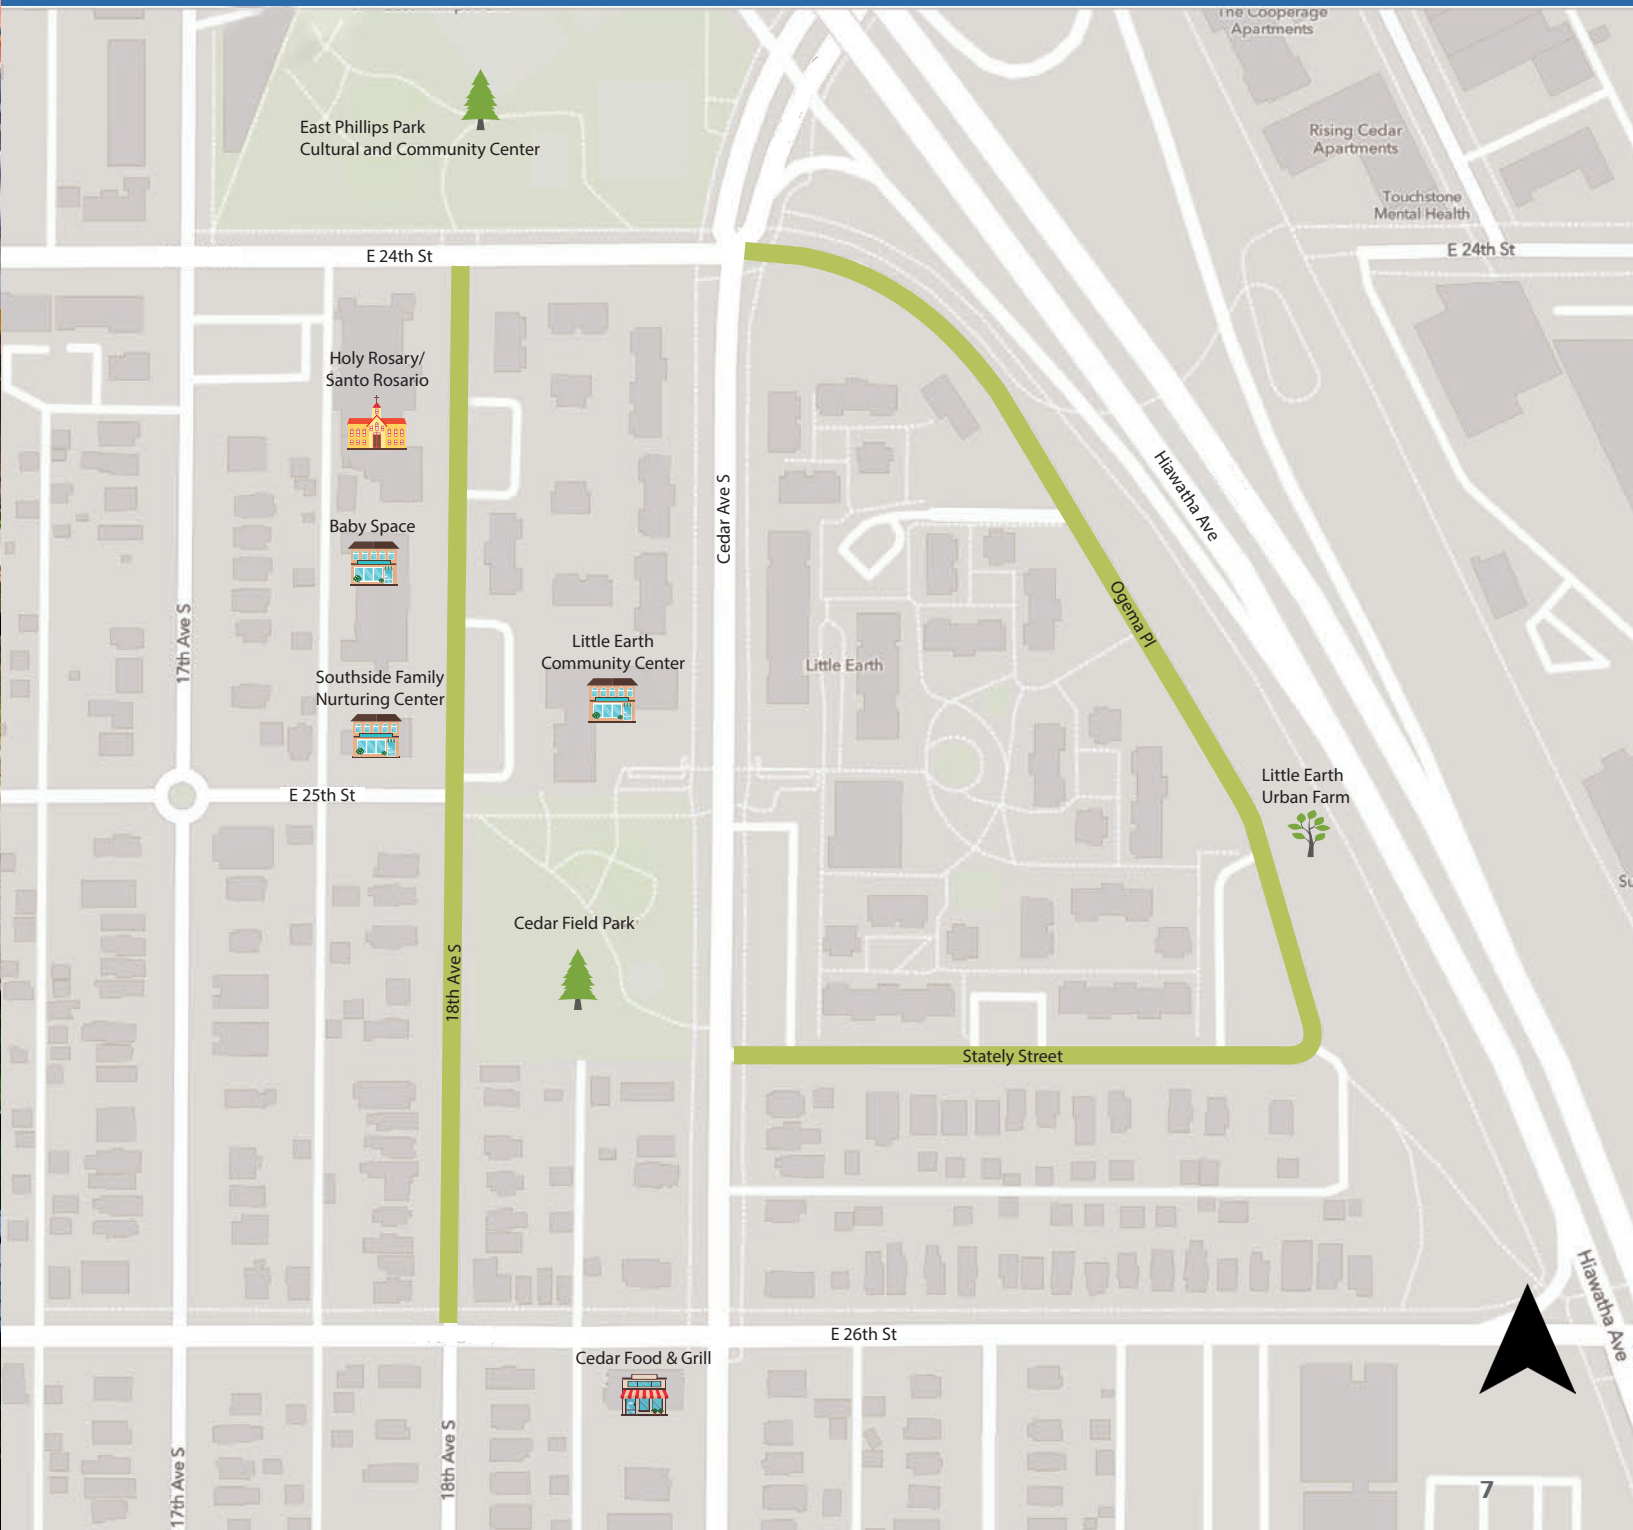 The Cooperage
Apartments
East Phillips Park
Cultural and Community Center
Rising Cedar
Apartments
Touchstone
Mental Health
E 24th St
E 24th St
Holy Rosary/
Santo Rosario
Baby Space
Cedar Ave S
Hiawatha Ave
Ogema Pl
17th Ave S
Little Earth
Community Center
Little Earth
Southside Family
Nurturing Center
E 25th St
Little Earth
Urban Farm
Cedar Field Park
18th Ave S
Stately Street
Hiawatha Ave
E 26th St
Cedar Food & Grill
17th Ave S
18th Ave S
7